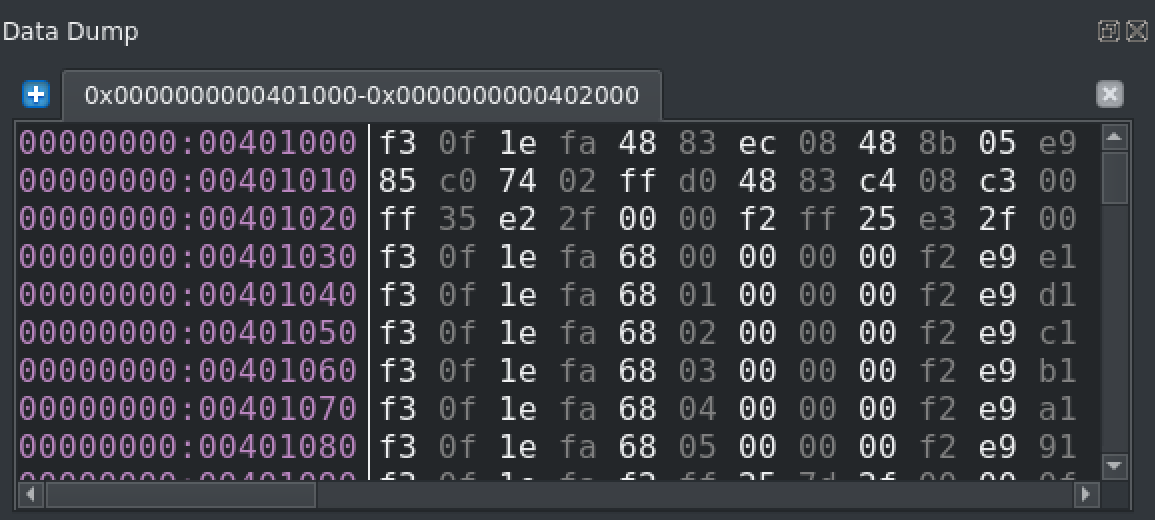 Data Dump
0x0000000000401000-0x0000000000402000
00000000:00401000 f3 0f 1e fa 48 83 ec 08 48 8b 05 e9
00000000:00401010 85 c0 74 02 ff d0 48 83 c4 08 c3 00
00000000:00401020 ff 35 e2 2f 00 00 f2 ff 25 e3 2f 00
00000000:00401030 f3 0f 1e fa 68 00 00 00 00 f2 e9 e1
00000000:00401040 f3 0f 1e fa 68 01 00 00 00 f2 e9 d1
00000000:00401050 f3 0f 1e fa 68 02 00 00 00 f2 e9 c1
00000000:00401060 f3 0f 1e fa 68 03 00 00 00 f2 e9 b1
00000000:00401070 f3 0f 1e fa 68 04 00 00 00 f2 e9 a1
00000000:00401080 f3 0f 1e fa 68 05 00 00 00 f2 e9 91